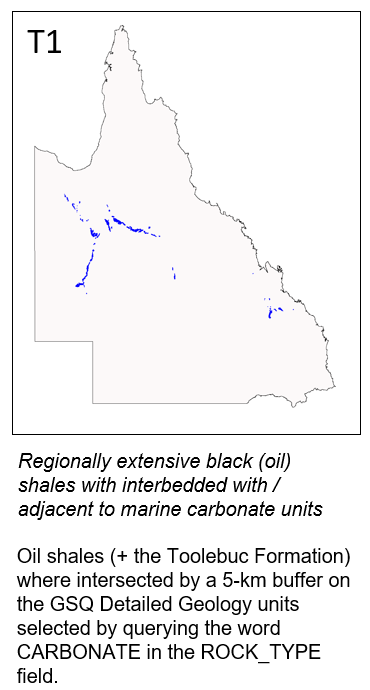 T1
Regionally extensive black (oil)
shales with interbedded with /
adjacent to marine carbonate units
Oil shales (+ the Toolebuc Formation)
where intersected by a 5-km buffer on
the GSQ Detailed Geology units
selected by querying the word
CARBONATE in the ROCK_TYPE
field.